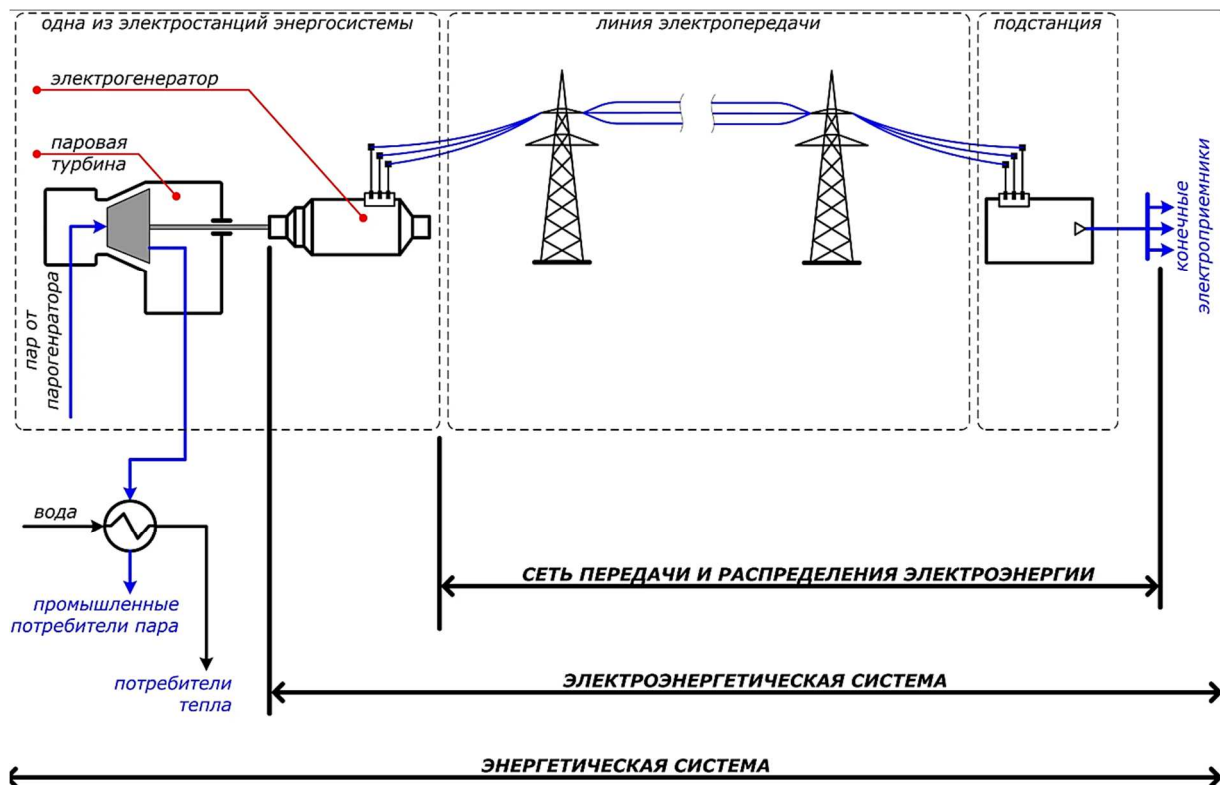 одна из электростанций энергосистемы
линия электропередачи
подстанция
электрогенератор
паровая
турбина
пар от
парогенратора
конечные
электроприемники
вода
промышленные
потребители пара
потребители
тепла
СЕТЬ ПЕРЕДАЧИ И РАСПРЕДЕЛЕНИЯ ЭЛЕКТРОЭНЕРГИИ
ЭЛЕКТРОЭНЕРГЕТИЧЕСКАЯ СИСТЕМА
ЭНЕРГЕТИЧЕСКАЯ СИСТЕМА